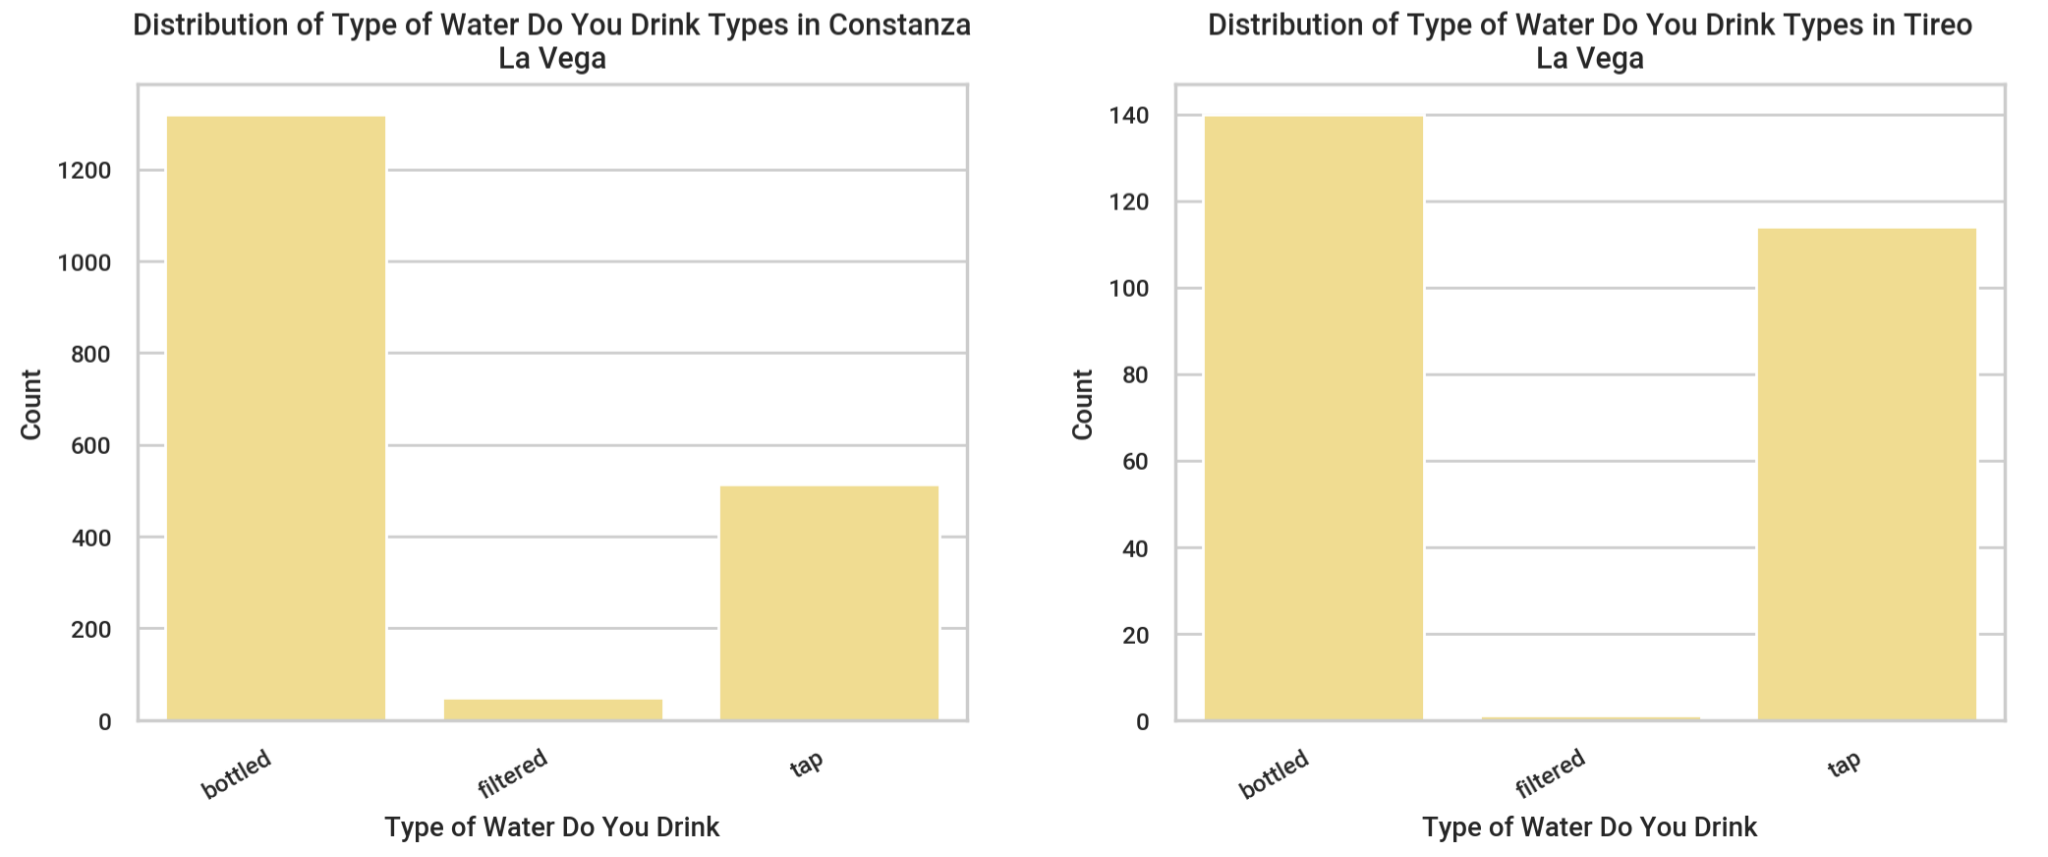 Distribution of Type of Water Do You Drink Types in Constanza
La Vega
Count
1200
1000
800
600
400
200
0
bottled
filtered
tap
Type of Water Do You Drink
Distribution of Type of Water Do You Drink Types in Tireo
La Vega
Count
140
120
100
80
60
40
20
0
bottled
filtered
tap
Type of Water Do You Drink